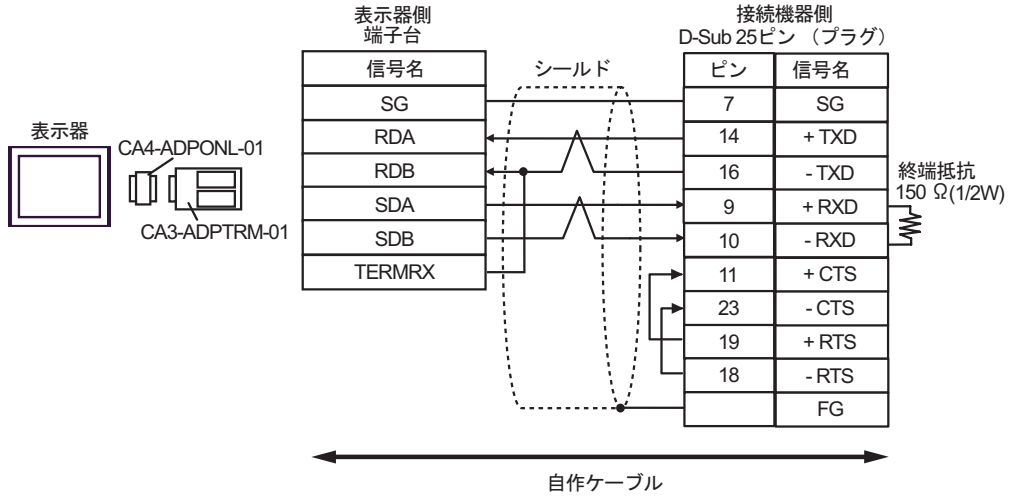 表示器側
端子台
接続機器側
D-Sub 25ピン （プラグ）
信号名
シールド
ピン
信号名
SG
7
SG
RDA
14
+ TXD
RDB
16
- TXD
SDA
9
+ RXD
SDB
10
- RXD
TERMRX
11
+ CTS
23
- CTS
19
+ RTS
18
- RTS
FG
表示器
CA4-ADPONL-01
CA3-ADPTRM-01
終端抵抗
150 Ω(1/2W)
自作ケーブル